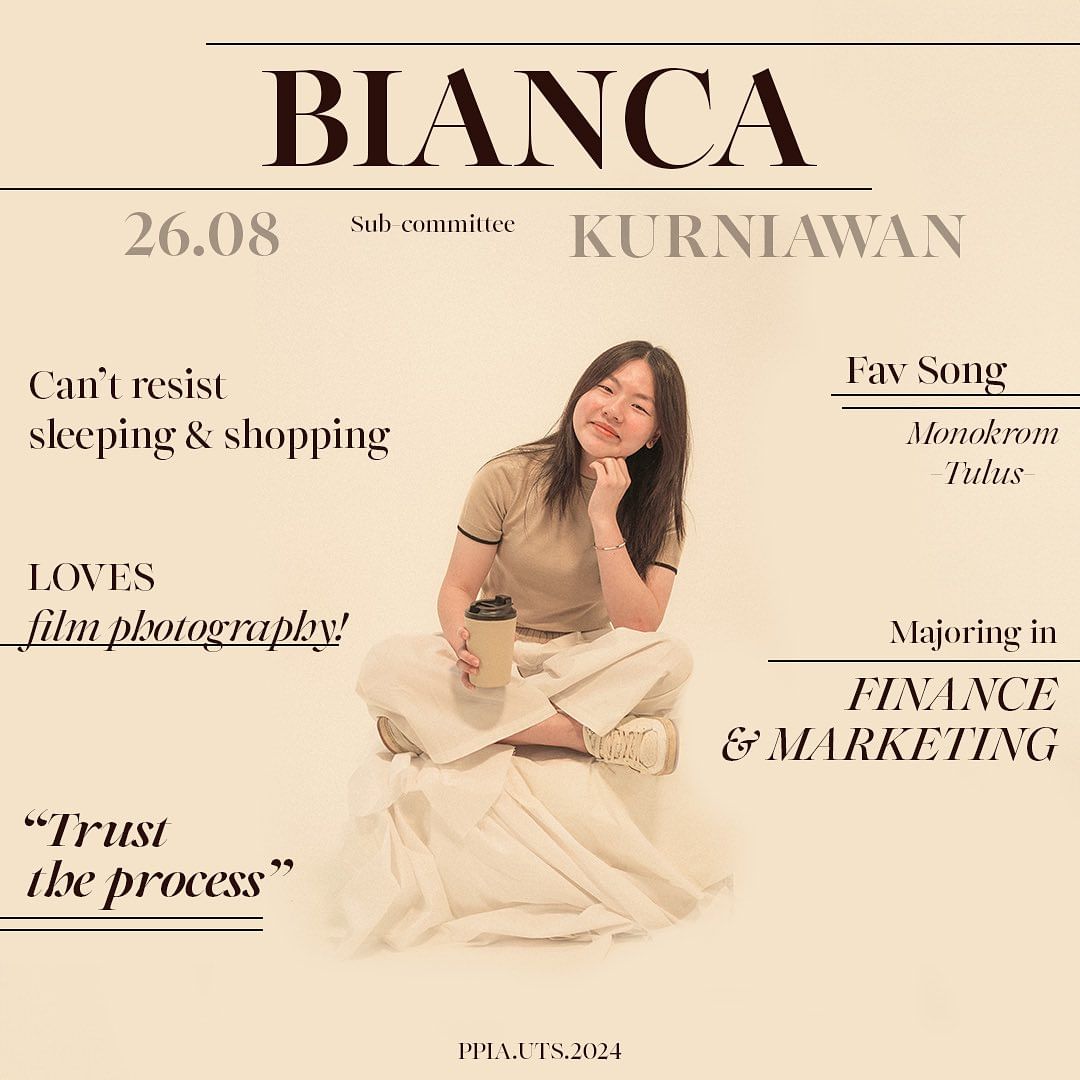 BIANCA
26.08
Sub-committee
KURNIAWAN
Can’t resist
sleeping & shopping
LOVES
film photography!
“Trust
the process”
Fav Song
Monokrom
-Tulus-
Majoring in
FINANCE
& MARKETING
PPIA.UTS.2024